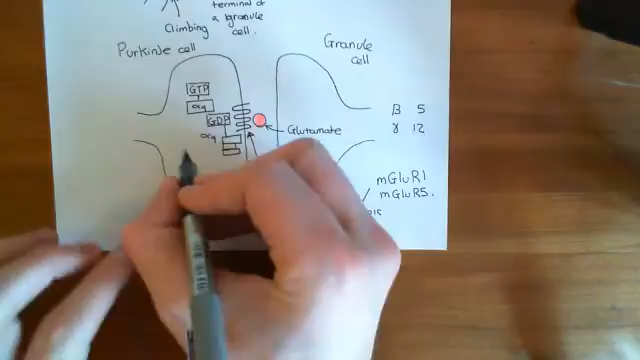 terminal of
a granule
cell.
Climbing
Purkinje cell
Granule
cell
GTP
αq
GDP
αq
Glutamate
β 5
γ 12
mGluR1
mGluR5.